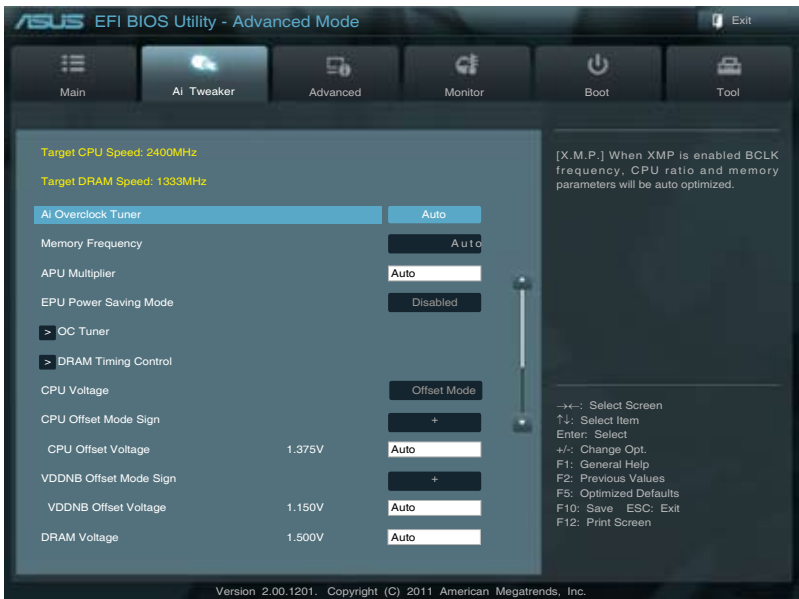 ASUS EFI BIOS Utility - Advanced Mode
Exit
Main
Ai Tweaker
Advanced
Monitor
Boot
Tool
Target CPU Speed: 2400MHz
Target DRAM Speed: 1333MHz
Ai Overclock Tuner Auto
Memory Frequency Auto
APU Multiplier Auto
EPU Power Saving Mode Disabled
> OC Tuner
> DRAM Timing Control
CPU Voltage Offset Mode
CPU Offset Mode Sign +
CPU Offset Voltage 1.375V Auto
VDDNB Offset Mode Sign +
VDDNB Offset Voltage 1.150V Auto
DRAM Voltage 1.500V Auto
[X.M.P.] When XMP is enabled BCLK
frequency, CPU ratio and memory
parameters will be auto optimized.
→←: Select Screen
↑↓: Select Item
Enter: Select
+/-: Change Opt.
F1: General Help
F2: Previous Values
F5: Optimized Defaults
F10: Save ESC: Exit
F12: Print Screen
Version 2.00.1201. Copyright (C) 2011 American Megatrends, Inc.